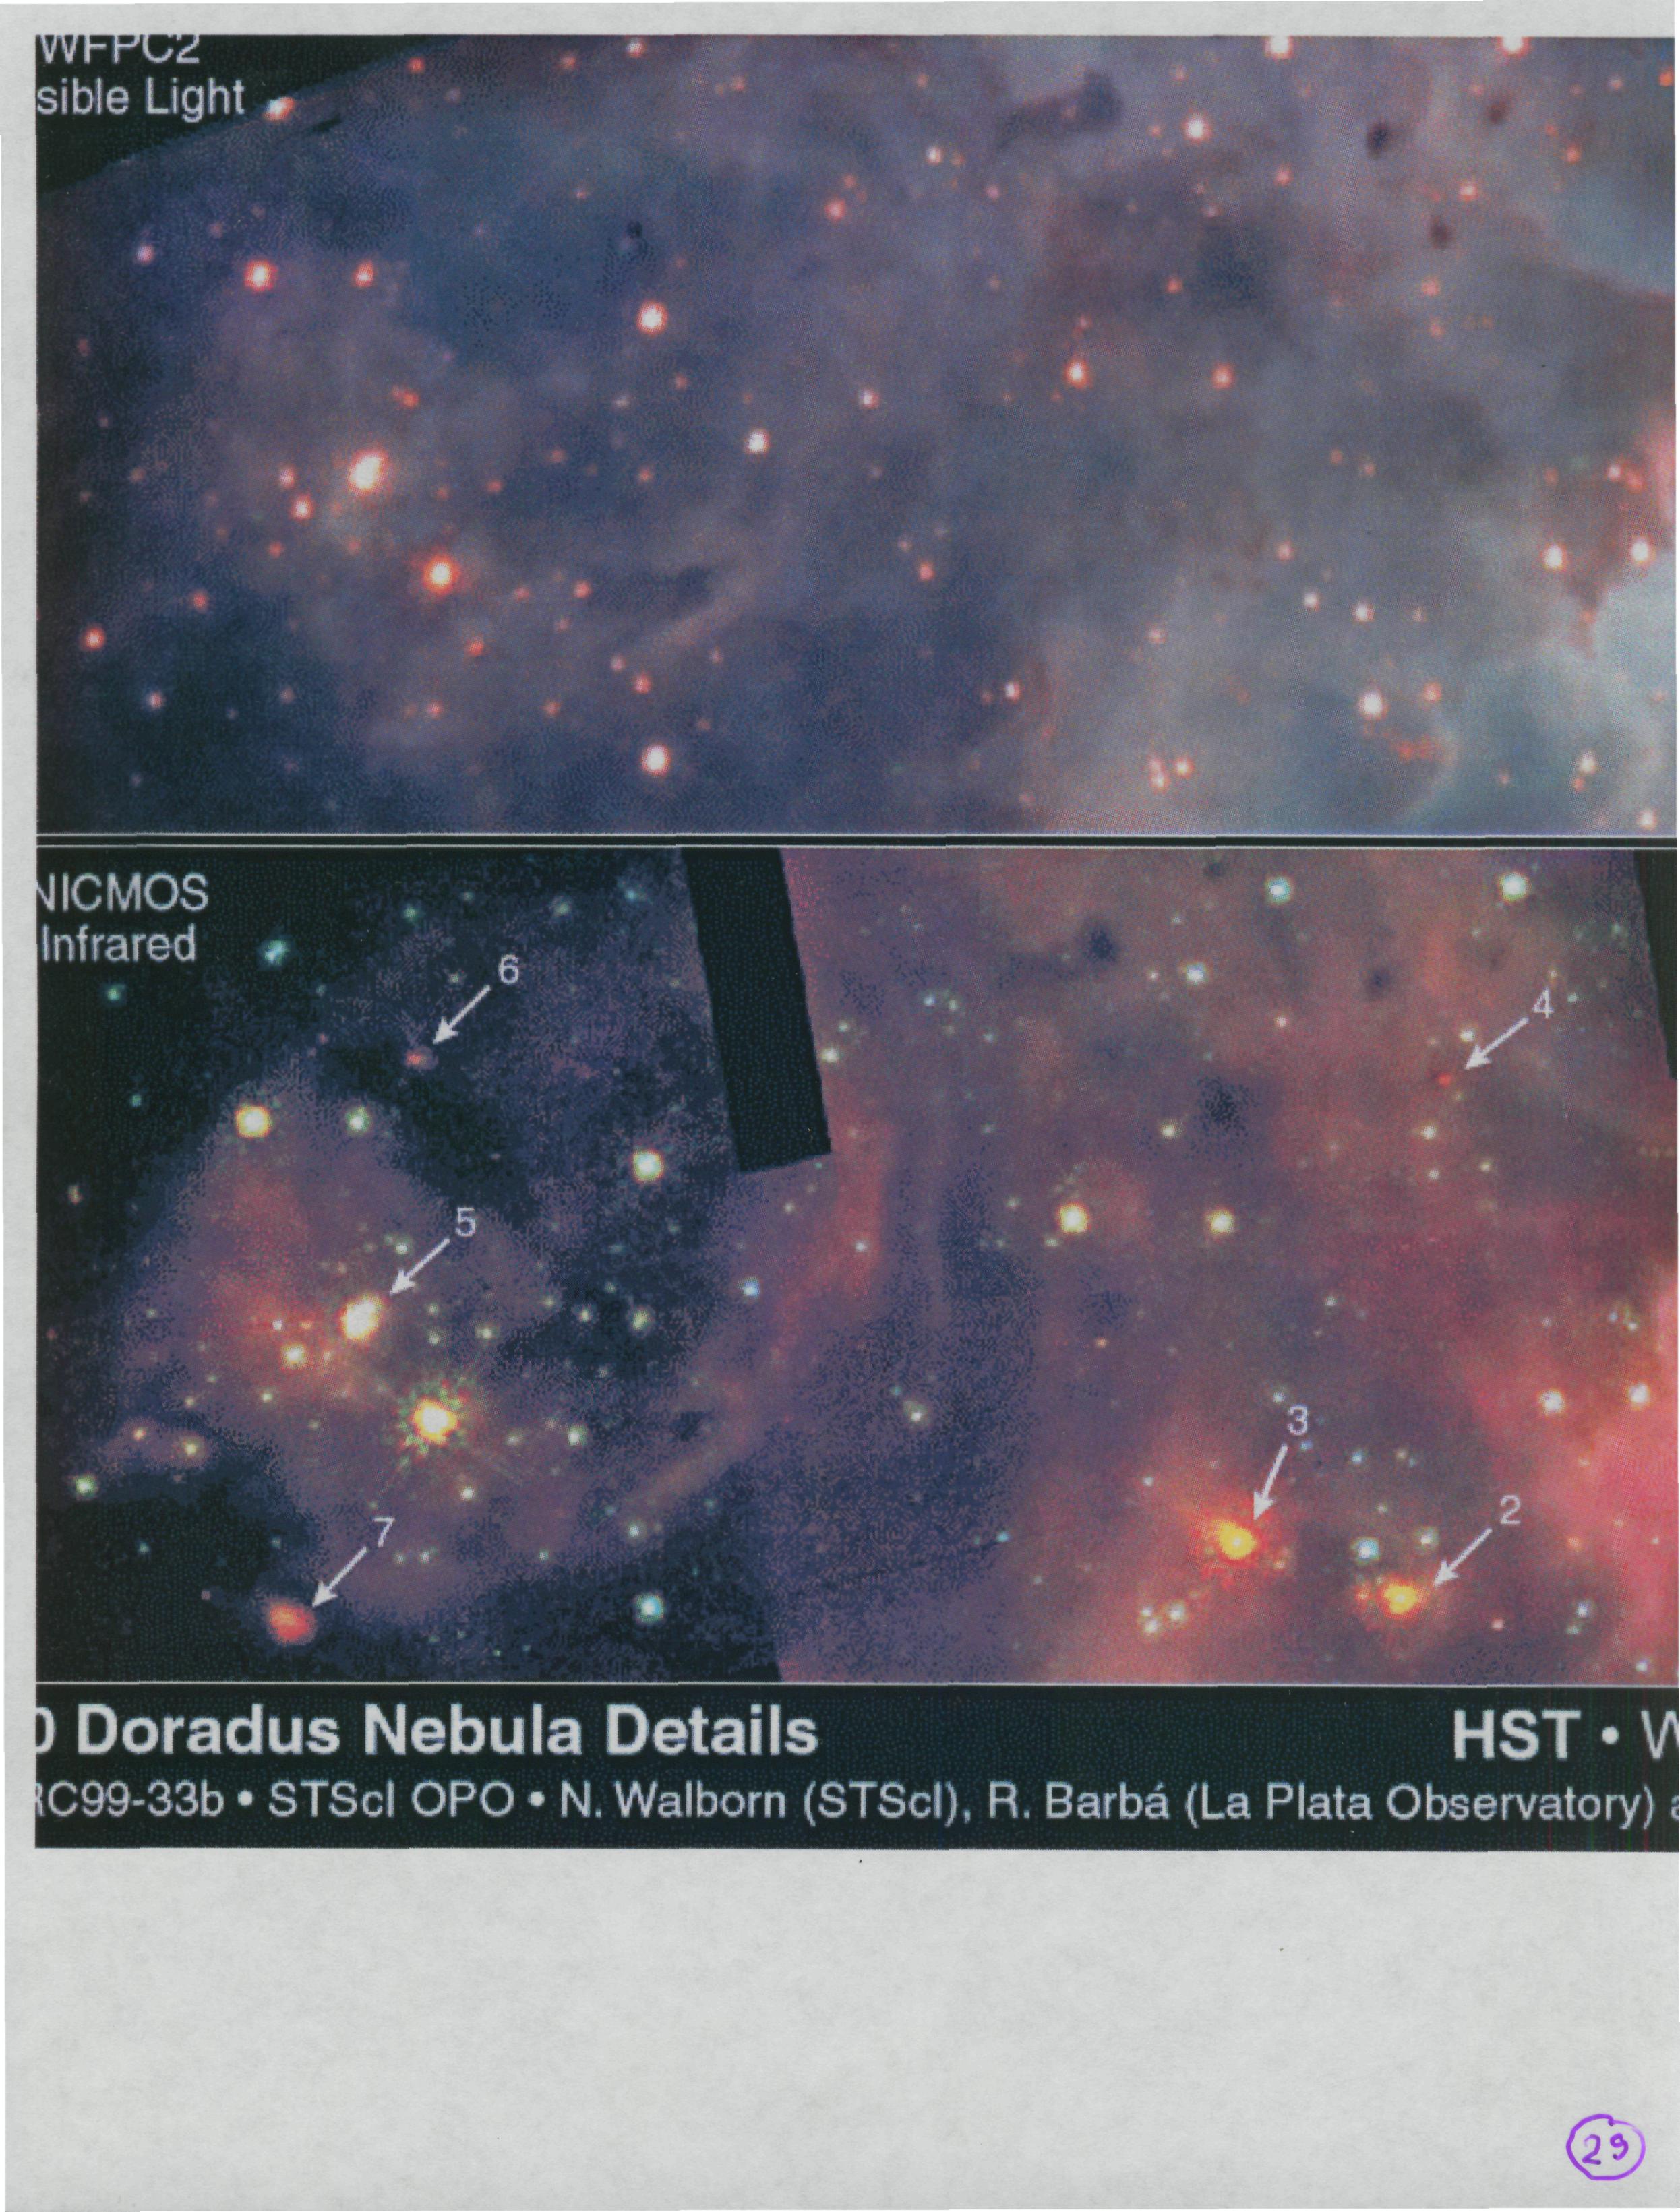 WFPC2
sible Light
NICMOS
Infrared
6
4
5
3
2
7
0 Doradus Nebula Details
HST • W
RC99-33b • STScI OPO • N. Walborn (STScI), R. Barbá (La Plata Observatory) a
29